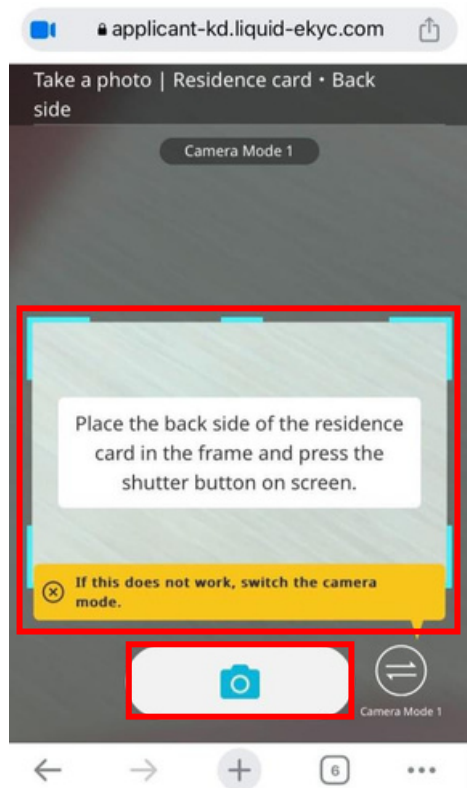 applicant-kd.liquid-ekyc.com
Take a photo | Residence card・Back
side
Camera Mode 1
Place the back side of the residence
card in the frame and press the
shutter button on screen.
If this does not work, switch the camera
mode.
Camera Mode 1
6